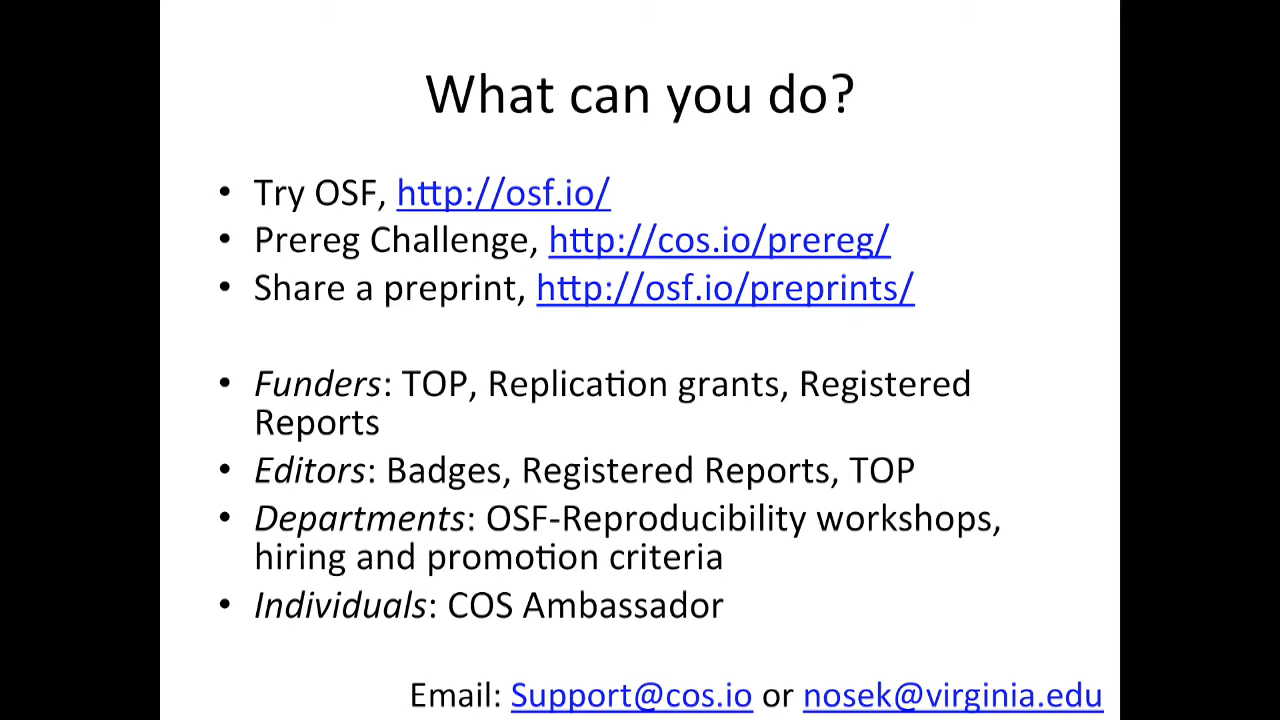 What can you do?
• Try OSF, http://osf.io/
• Prereg Challenge, http://cos.io/prereg/
• Share a preprint, http://osf.io/preprints/
• Funders: TOP, Replication grants, Registered
Reports
• Editors: Badges, Registered Reports, TOP
• Departments: OSF-Reproducibility workshops,
hiring and promotion criteria
• Individuals: COS Ambassador
Email: Support@cos.io or nosek@virginia.edu